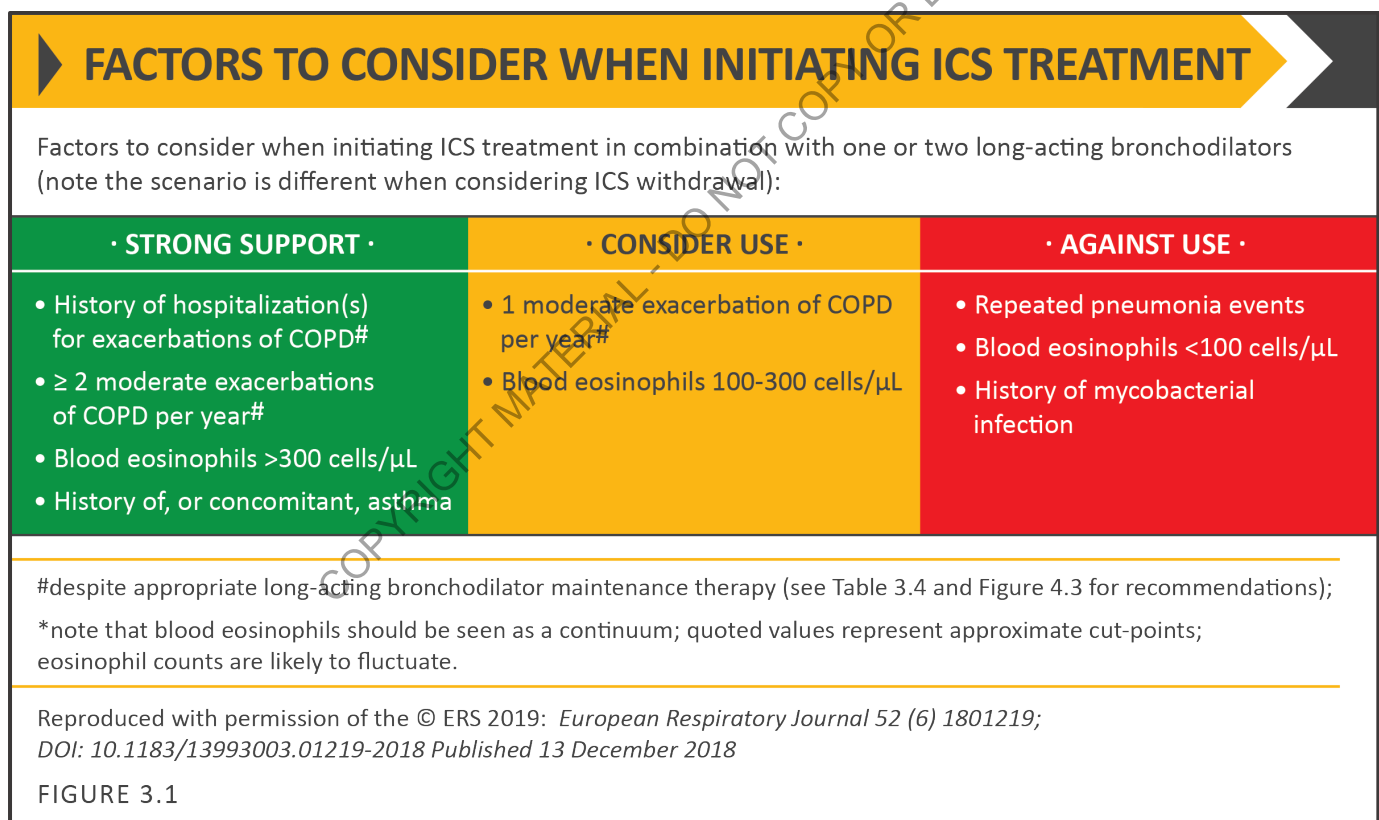 FACTORS TO CONSIDER WHEN INITIATING ICS TREATMENT
Factors to consider when initiating ICS treatment in combination with one or two long-acting bronchodilators
(note the scenario is different when considering ICS withdrawal):
· STRONG SUPPORT ·
• History of hospitalization(s)
for exacerbations of COPD#
• ≥ 2 moderate exacerbations
of COPD per year#
• Blood eosinophils >300 cells/µL
• History of, or concomitant, asthma
· CONSIDER USE ·
• 1 moderate exacerbation of COPD
per year#
• Blood eosinophils 100-300 cells/µL
· AGAINST USE ·
• Repeated pneumonia events
• Blood eosinophils <100 cells/µL
• History of mycobacterial
infection
#despite appropriate long-acting bronchodilator maintenance therapy (see Table 3.4 and Figure 4.3 for recommendations);
*note that blood eosinophils should be seen as a continuum; quoted values represent approximate cut-points;
eosinophil counts are likely to fluctuate.
Reproduced with permission of the © ERS 2019: European Respiratory Journal 52 (6) 1801219;
DOI: 10.1183/13993003.01219-2018 Published 13 December 2018
FIGURE 3.1
COPYRIGHT MATERIAL - DO NOT COPY OR